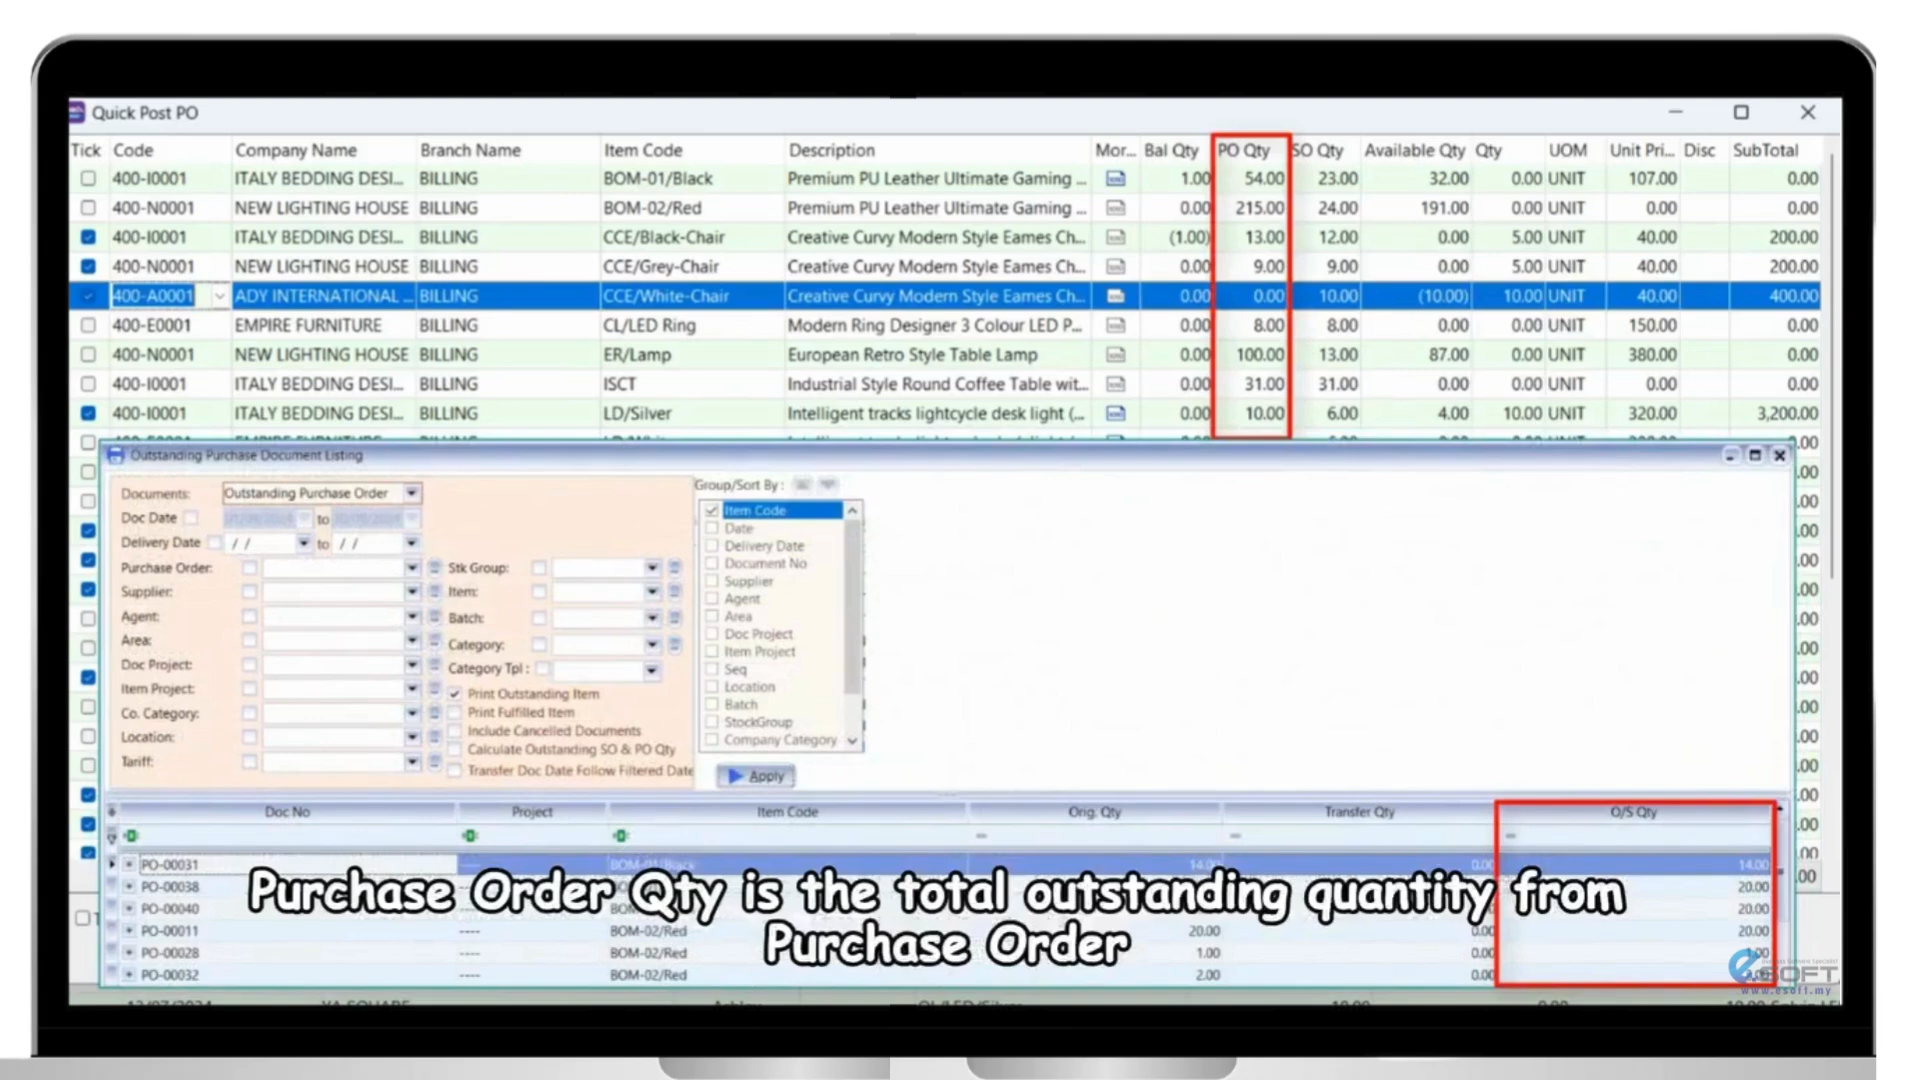 Quick Post PO
Tick Code Company Name Branch Name Item Code Description Mor... Bal Qty PO Qty SO Qty Available Qty Qty UOM Unit Pri... Disc SubTotal
400-I0001 ITALY BEDDING DESI... BILLING BOM-01/Black Premium PU Leather Ultimate Gaming ... 1.00 54.00 23.00 32.00 0.00 UNIT 107.00 0.00
400-N0001 NEW LIGHTING HOUSE BILLING BOM-02/Red Premium PU Leather Ultimate Gaming ... 0.00 215.00 24.00 191.00 0.00 UNIT 0.00 0.00
400-I0001 ITALY BEDDING DESI... BILLING CCE/Black-Chair Creative Curvy Modern Style Eames Ch... (1.00) 13.00 12.00 0.00 5.00 UNIT 40.00 200.00
400-N0001 NEW LIGHTING HOUSE BILLING CCE/Grey-Chair Creative Curvy Modern Style Eames Ch... 0.00 9.00 9.00 0.00 5.00 UNIT 40.00 200.00
400-A0001 ADY INTERNATIONAL ... BILLING CCE/White-Chair Creative Curvy Modern Style Eames Ch... 0.00 0.00 10.00 (10.00) 10.00 UNIT 40.00 400.00
400-E0001 EMPIRE FURNITURE BILLING CL/LED Ring Modern Ring Designer 3 Colour LED P... 0.00 8.00 8.00 0.00 0.00 UNIT 150.00 0.00
400-N0001 NEW LIGHTING HOUSE BILLING ER/Lamp European Retro Style Table Lamp 0.00 100.00 13.00 87.00 0.00 UNIT 380.00 0.00
400-I0001 ITALY BEDDING DESI... BILLING ISCT Industrial Style Round Coffee Table wit... 0.00 31.00 31.00 0.00 0.00 UNIT 0.00 0.00
400-I0001 ITALY BEDDING DESI... BILLING LD/Silver Intelligent tracks lightcycle desk light (... 0.00 10.00 6.00 4.00 10.00 UNIT 320.00 3,200.00
Outstanding Purchase Document Listing
Documents: Outstanding Purchase Order
Doc Date to
Delivery Date / / to / /
Purchase Order:
Supplier:
Agent:
Area:
Doc Project:
Item Project:
Co. Category:
Location:
Tariff:
Stk Group:
Item:
Batch:
Category:
Category Tpl :
Print Outstanding Item
Print Fulfilled Item
Include Cancelled Documents
Calculate Outstanding SO & PO Qty
Transfer Doc Date Follow Filtered Date
Group/Sort By :
Item Code
Date
Delivery Date
Document No
Supplier
Agent
Area
Doc Project
Item Project
Seq
Location
Batch
StockGroup
Company Category
Apply
Doc No Project Item Code Orig. Qty Transfer Qty O/S Qty
PO-00031 ---- BOM-01/Black 14.00 0.00 14.00
PO-00038 20.00
PO-00040 20.00
PO-00011 ---- BOM-02/Red 20.00 0.00 20.00
PO-00028 ---- BOM-02/Red 1.00 0.00
PO-00032 ---- BOM-02/Red 2.00 0.00
Purchase Order Qty is the total outstanding quantity from
Purchase Order
eSOFT
www.esoft.my